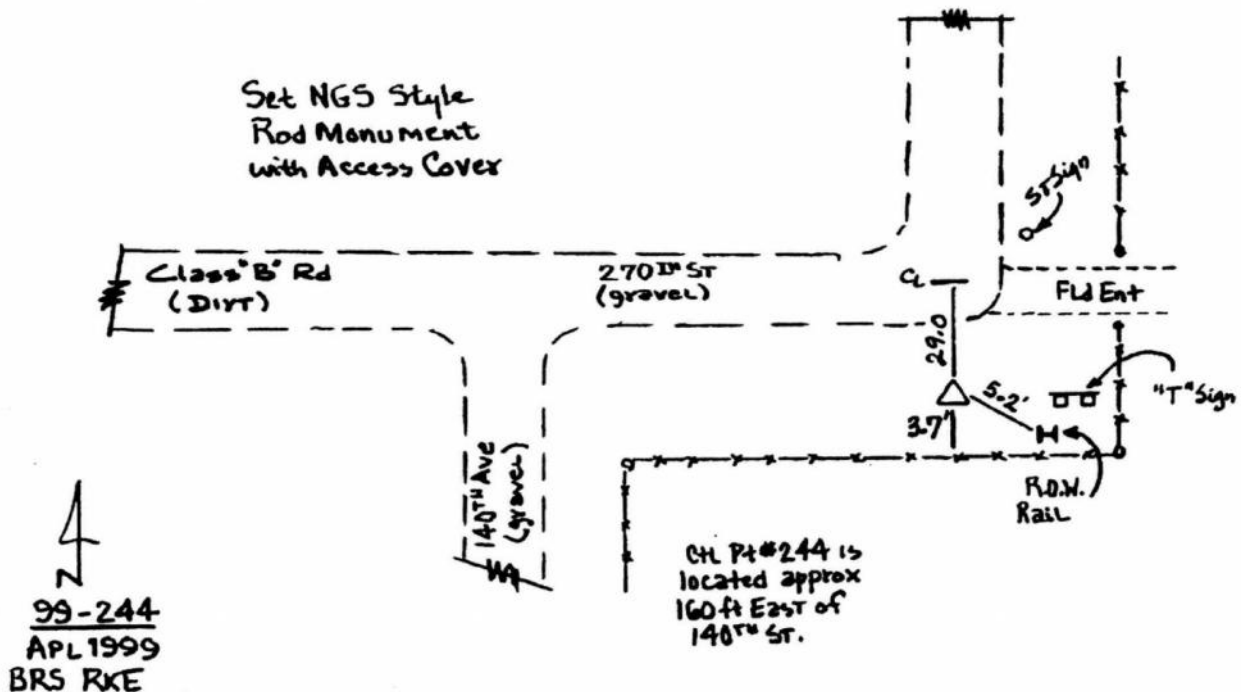 Set NGS Style
Rod Monument
with Access Cover
ST Sign
Class "B" Rd
(Dirt)
270TH ST
(gravel)
CL
Fld Ent
29.0
5.2'
"T" Sign
3.7'
140TH Ave
(gravel)
R.O.W.
Rail
Ctl Pt #244 is
located approx
160 ft East of
140TH ST.
N
99-244
APL 1999
BRS RKE